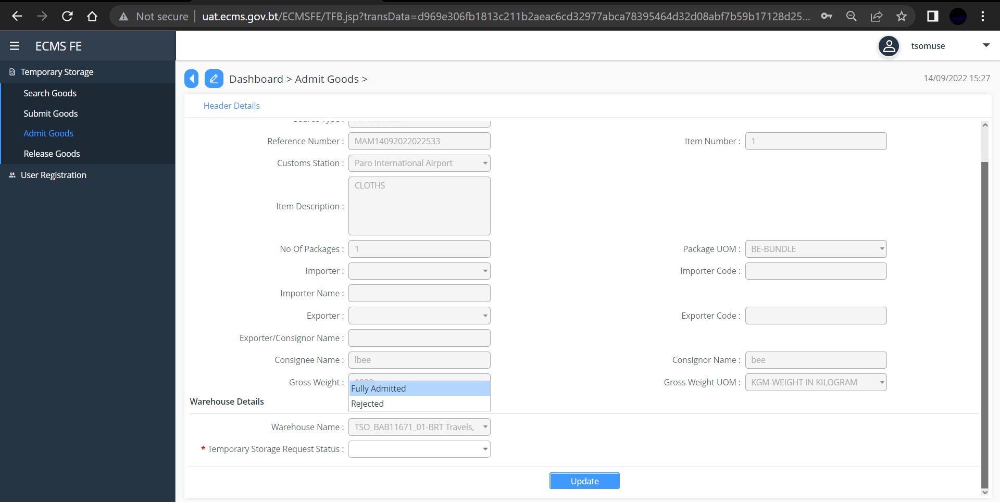 Not secure | uat.ecms.gov.bt/ECMSFE/TFB.jsp?transData=d969e306fb1813c211b2aeac6cd32977abca78395464d32d08abf7b59b17128d25...
ECMS FE
tsomuse
Temporary Storage
Search Goods
Submit Goods
Admit Goods
Release Goods
User Registration
Dashboard > Admit Goods >
14/09/2022 15:27
Header Details
Reference Number : MAM14092022022533
Item Number : 1
Customs Station : Paro International Airport
Item Description : CLOTHS
No Of Packages : 1
Package UOM : BE-BUNDLE
Importer :
Importer Code :
Importer Name :
Exporter :
Exporter Code :
Exporter/Consignor Name :
Consignee Name : lbee
Consignor Name : bee
Gross Weight :
Gross Weight UOM : KGM-WEIGHT IN KILOGRAM
Fully Admitted
Rejected
Warehouse Details
Warehouse Name : TSO_BAB11671_01-BRT Travels,
* Temporary Storage Request Status :
Update